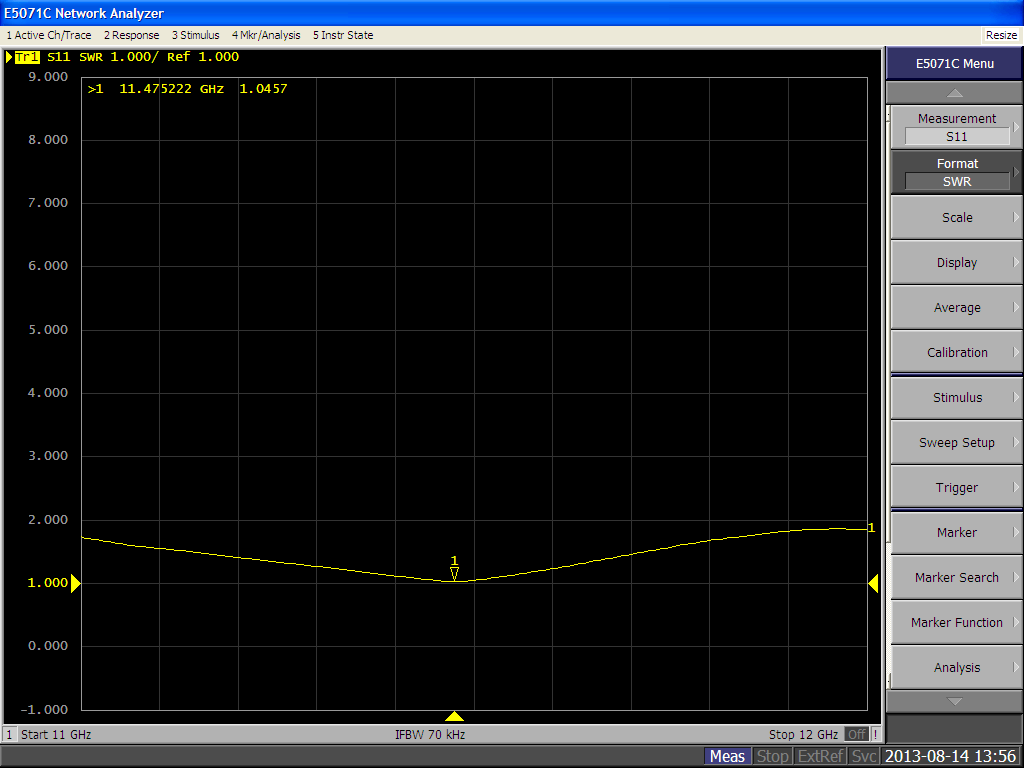 E5071C Network Analyzer
1 Active Ch/Trace 2 Response 3 Stimulus 4 Mkr/Analysis 5 Instr State Resize
Tr1 S11 SWR 1.000/ Ref 1.000
>1 11.475222 GHz 1.0457
9.000
8.000
7.000
6.000
5.000
4.000
3.000
2.000
1.000
0.000
-1.000
1
1
E5071C Menu
Measurement
S11
Format
SWR
Scale
Display
Average
Calibration
Stimulus
Sweep Setup
Trigger
Marker
Marker Search
Marker Function
Analysis
1 Start 11 GHz IFBW 70 kHz Stop 12 GHz Off !
Meas Stop ExtRef Svc 2013-08-14 13:56